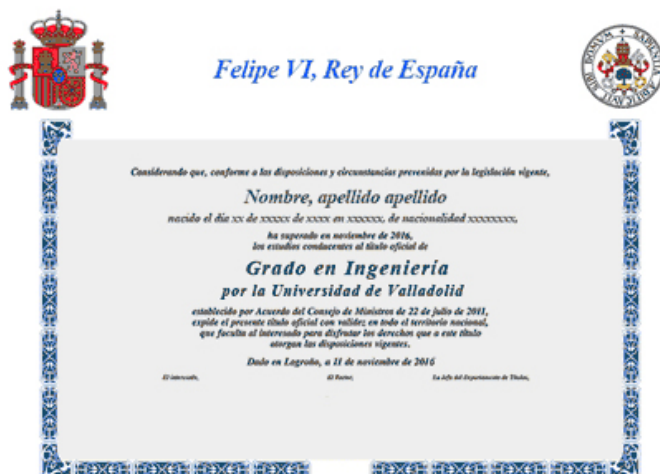 Felipe VI, Rey de España
Considerando que, conforme a las disposiciones y circunstancias prevenidas por la legislación vigente,
Nombre, apellido apellido
nacido el día xx de xxxxx de xxxx en xxxxxx, de nacionalidad xxxxxxxx,
ha superado en noviembre de 2016,
los estudios conducentes al título oficial de
Grado en Ingeniería
por la Universidad de Valladolid
establecido por Acuerdo del Consejo de Ministros de 22 de julio de 2011,
expide el presente título oficial con validez en todo el territorio nacional,
que faculta al interesado para disfrutar los derechos que a este título
otorgan las disposiciones vigentes.
Dado en Logroño, a 11 de noviembre de 2016
El interesado, El Rector, La Jefa del Departamento de Títulos,